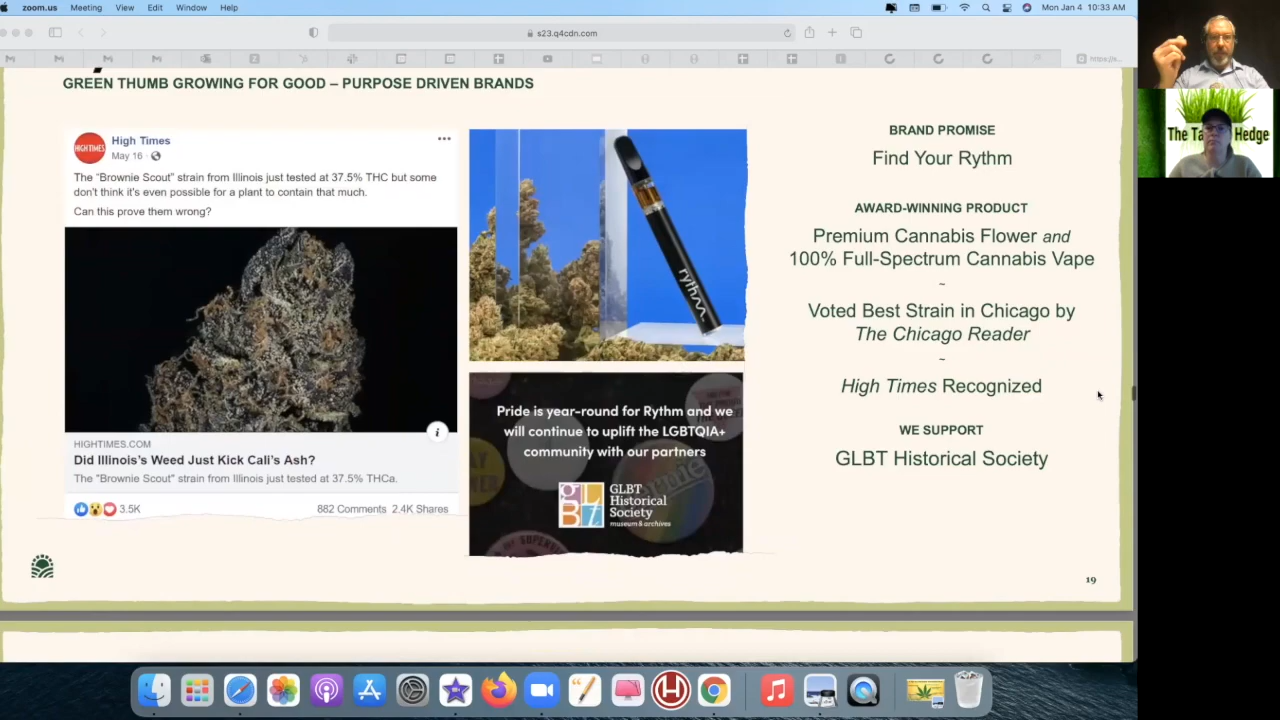 zoom.us Meeting View Edit Window Help
Mon Jan 4 10:33 AM
s23.q4cdn.com
https://s...
GREEN THUMB GROWING FOR GOOD – PURPOSE DRIVEN BRANDS
HIGH TIMES
High Times
May 16
The "Brownie Scout" strain from Illinois just tested at 37.5% THC but some
don't think it's even possible for a plant to contain that much.
Can this prove them wrong?
HIGHTIMES.COM
Did Illinois's Weed Just Kick Cali's Ash?
The "Brownie Scout" strain from Illinois just tested at 37.5% THCa.
3.5K
882 Comments 2.4K Shares
rythm
Pride is year-round for Rythm and we
will continue to uplift the LGBTQIA+
community with our partners
GLBT
GLBT
Historical
Society
museum & archives
BRAND PROMISE
Find Your Rythm
AWARD-WINNING PRODUCT
Premium Cannabis Flower and
100% Full-Spectrum Cannabis Vape
~
Voted Best Strain in Chicago by
The Chicago Reader
~
High Times Recognized
WE SUPPORT
GLBT Historical Society
19
The Ta Hedge